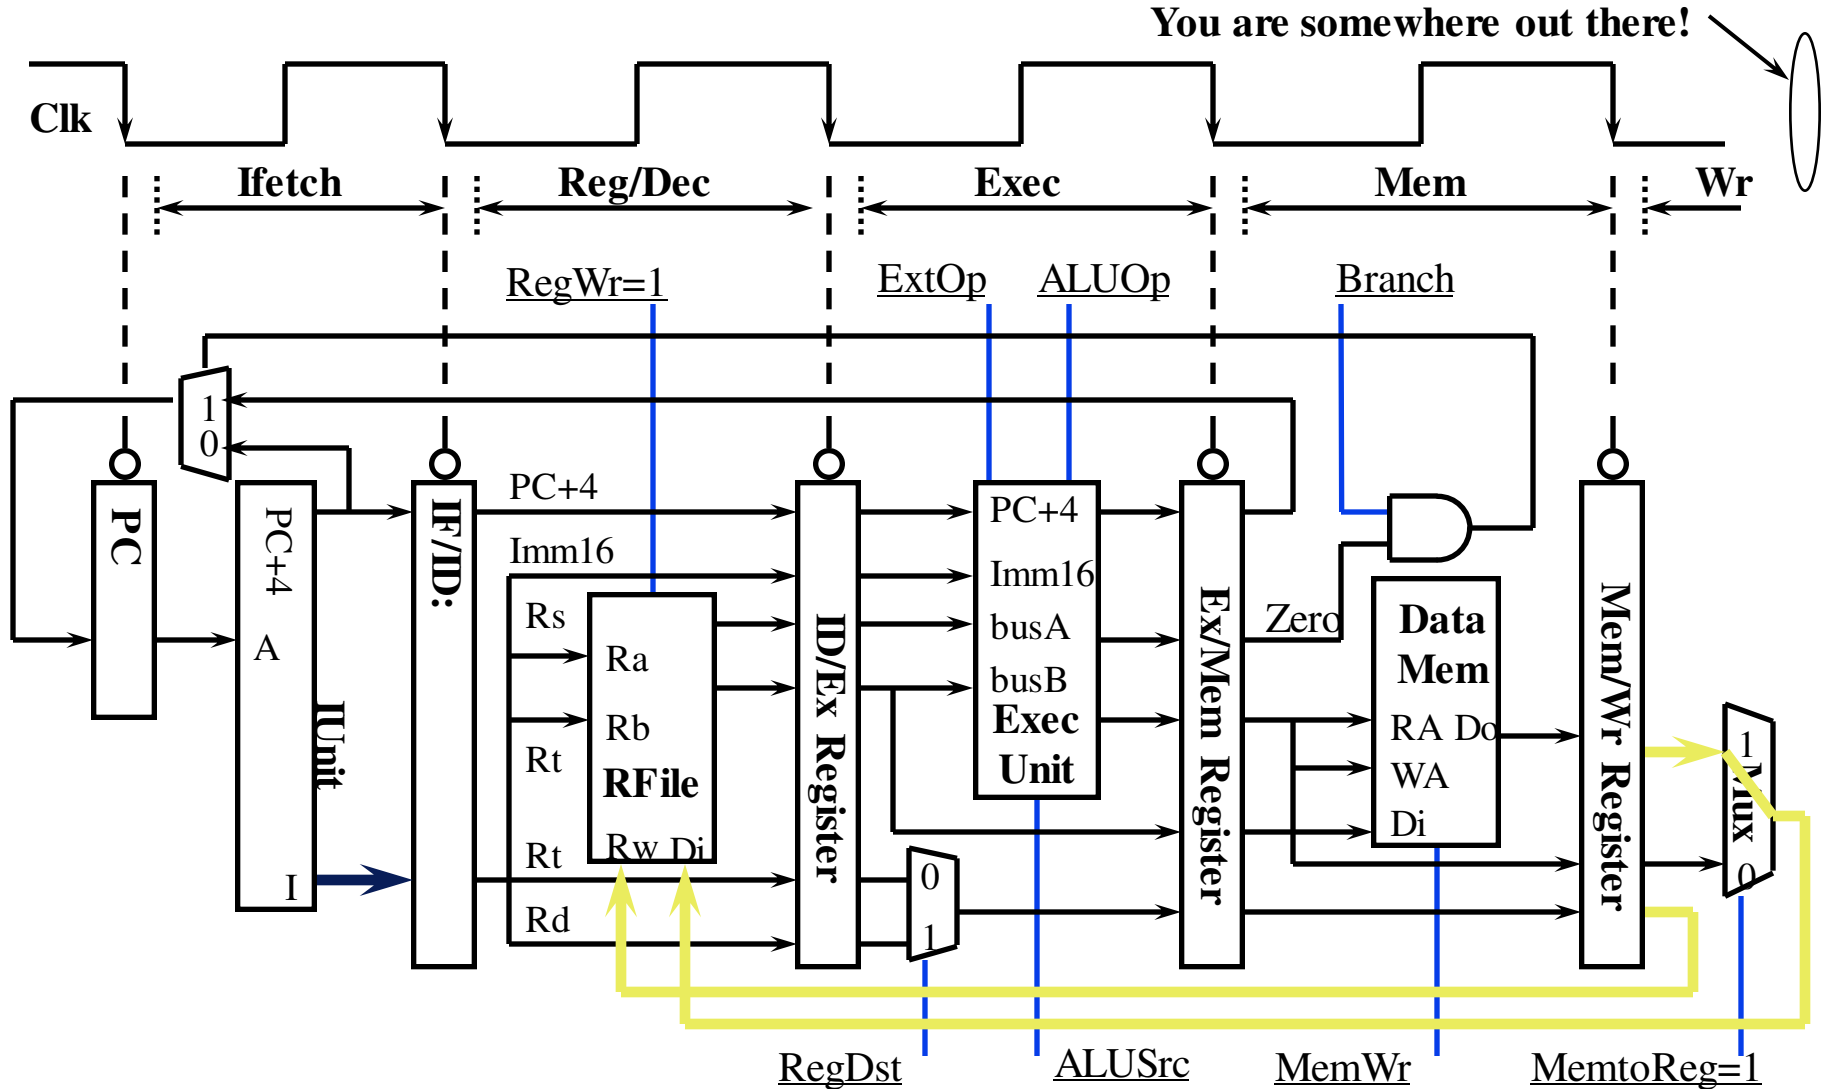 You are somewhere out there!
Clk
Ifetch
Reg/Dec
Exec
Mem
Wr
RegWr=1
ExtOp
ALUOp
Branch
1
0
PC
PC+4
A
I
IUnit
IF/ID:
PC+4
Imm16
Rs
Rt
Rt
Rd
Ra
Rb
RFile
Rw Di
ID/Ex Register
0
1
PC+4
Imm16
busA
busB
Exec
Unit
Ex/Mem Register
Zero
Data
Mem
RA Do
WA
Di
Mem/Wr Register
1
Mux
0
RegDst
ALUSrc
MemWr
MemtoReg=1